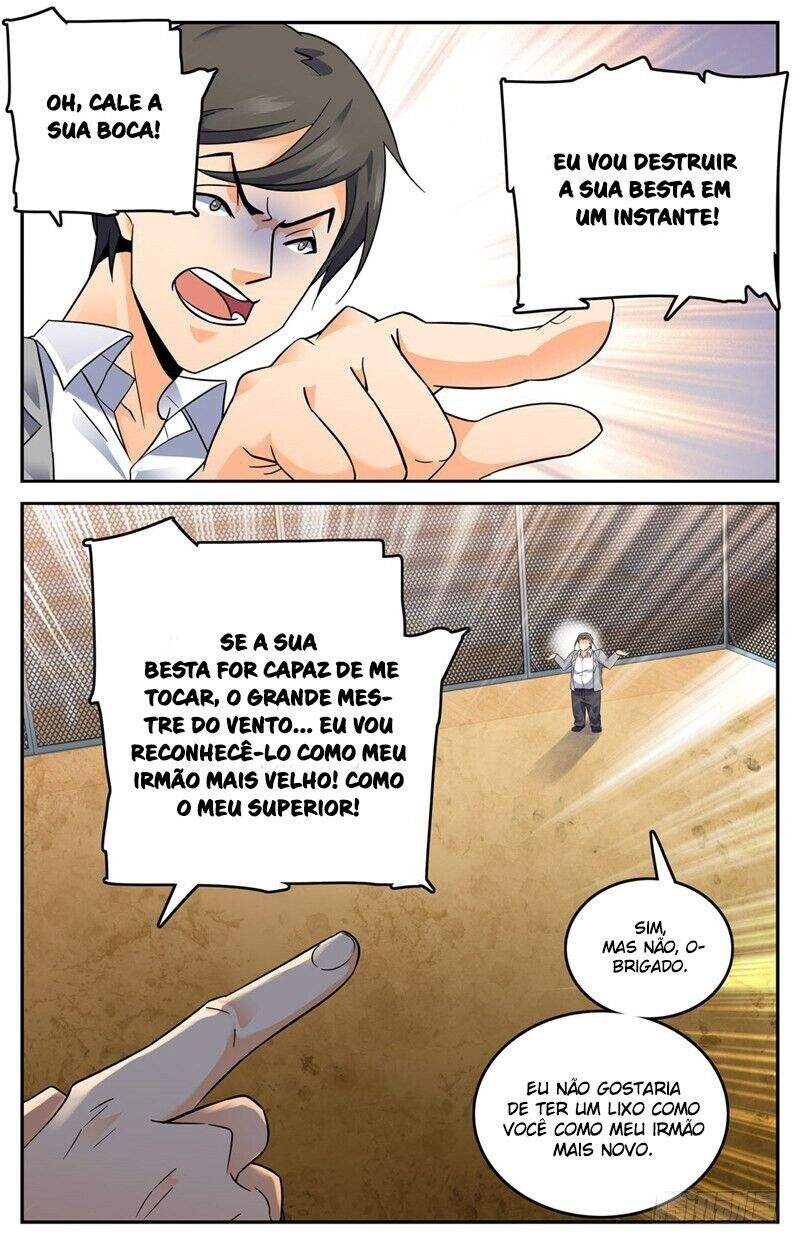 OH, CALE A
SUA BOCA!
EU VOU DESTRUIR
A SUA BESTA EM
UM INSTANTE!
SE A SUA
BESTA FOR CAPAZ DE ME
TOCAR, O GRANDE MES-
TRE DO VENTO... EU VOU
RECONHECÊ-LO COMO MEU
IRMÃO MAIS VELHO! COMO
O MEU SUPERIOR!
SIM,
MAS NÃO, O-
BRIGADO.
EU NÃO GOSTARIA
DE TER UM LIXO COMO
VOCÊ COMO MEU IRMÃO
MAIS NOVO.